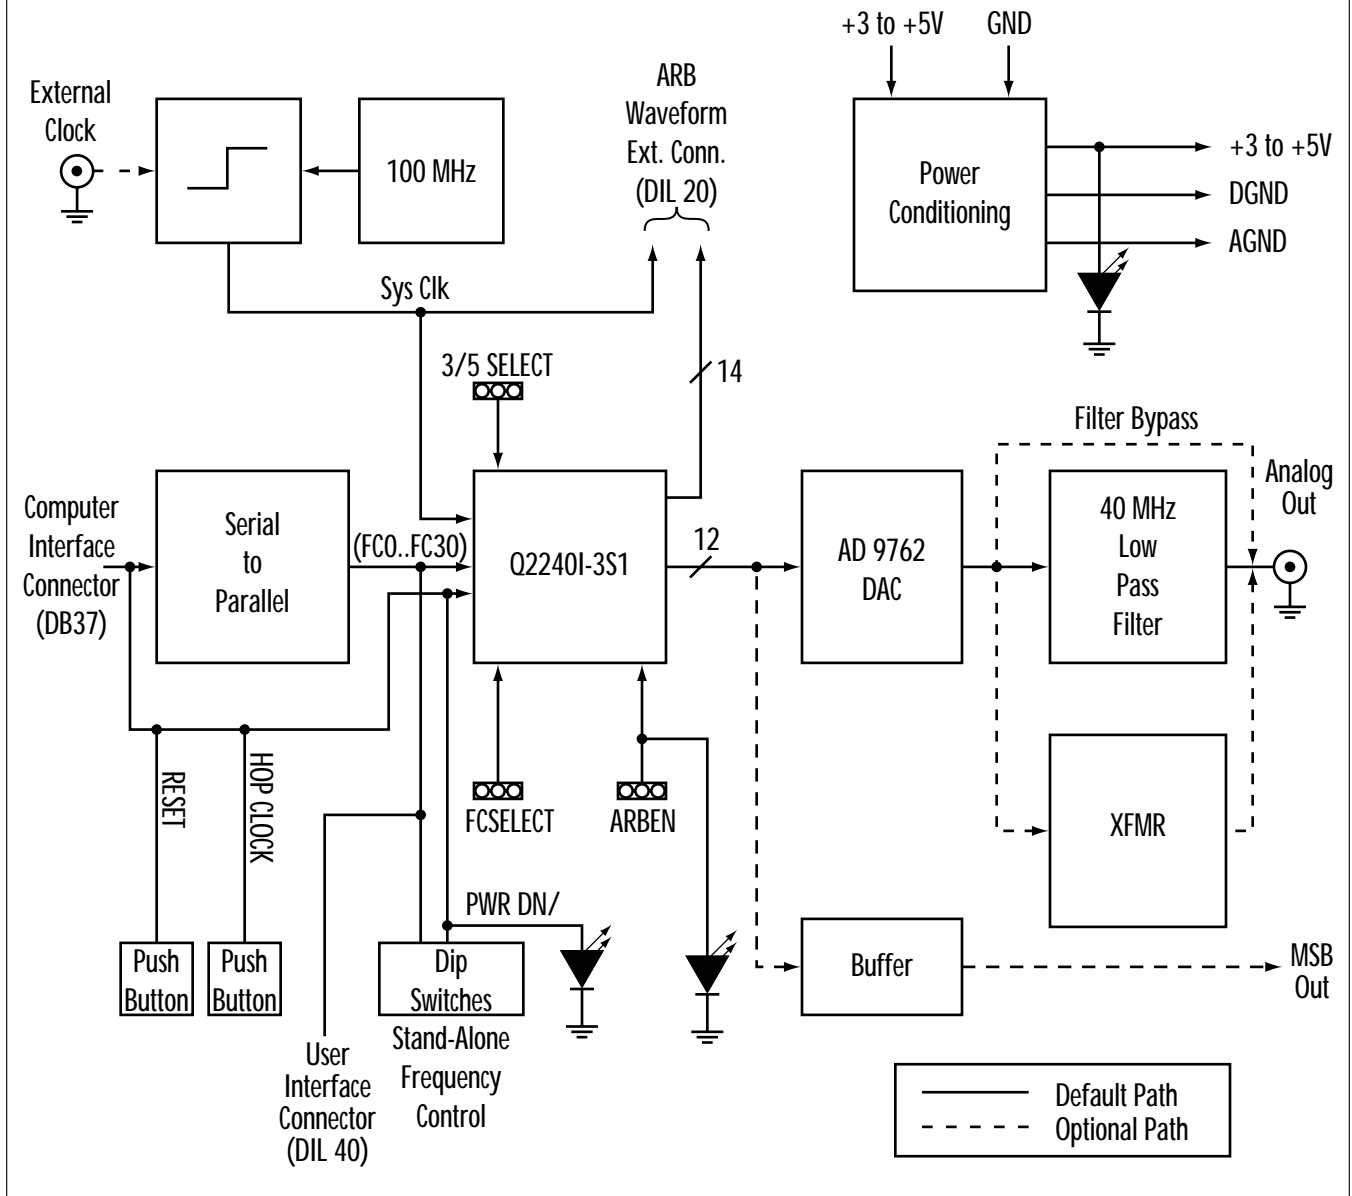 +3 to +5V
GND
External
Clock
100 MHz
ARB
Waveform
Ext. Conn.
(DIL 20)
Power
Conditioning
+3 to +5V
DGND
AGND
Sys Clk
3/5 SELECT
14
Filter Bypass
Analog
Out
Computer
Interface
Connector
(DB37)
Serial
to
Parallel
(FC0..FC30)
Q2240I-3S1
12
AD 9762
DAC
40 MHz
Low
Pass
Filter
RESET
HOP CLOCK
FCSELECT
ARBEN
XFMR
PWR DN/
Push
Button
Push
Button
Dip
Switches
Stand-Alone
Frequency
Control
Buffer
MSB
Out
User
Interface
Connector
(DIL 40)
Default Path
Optional Path